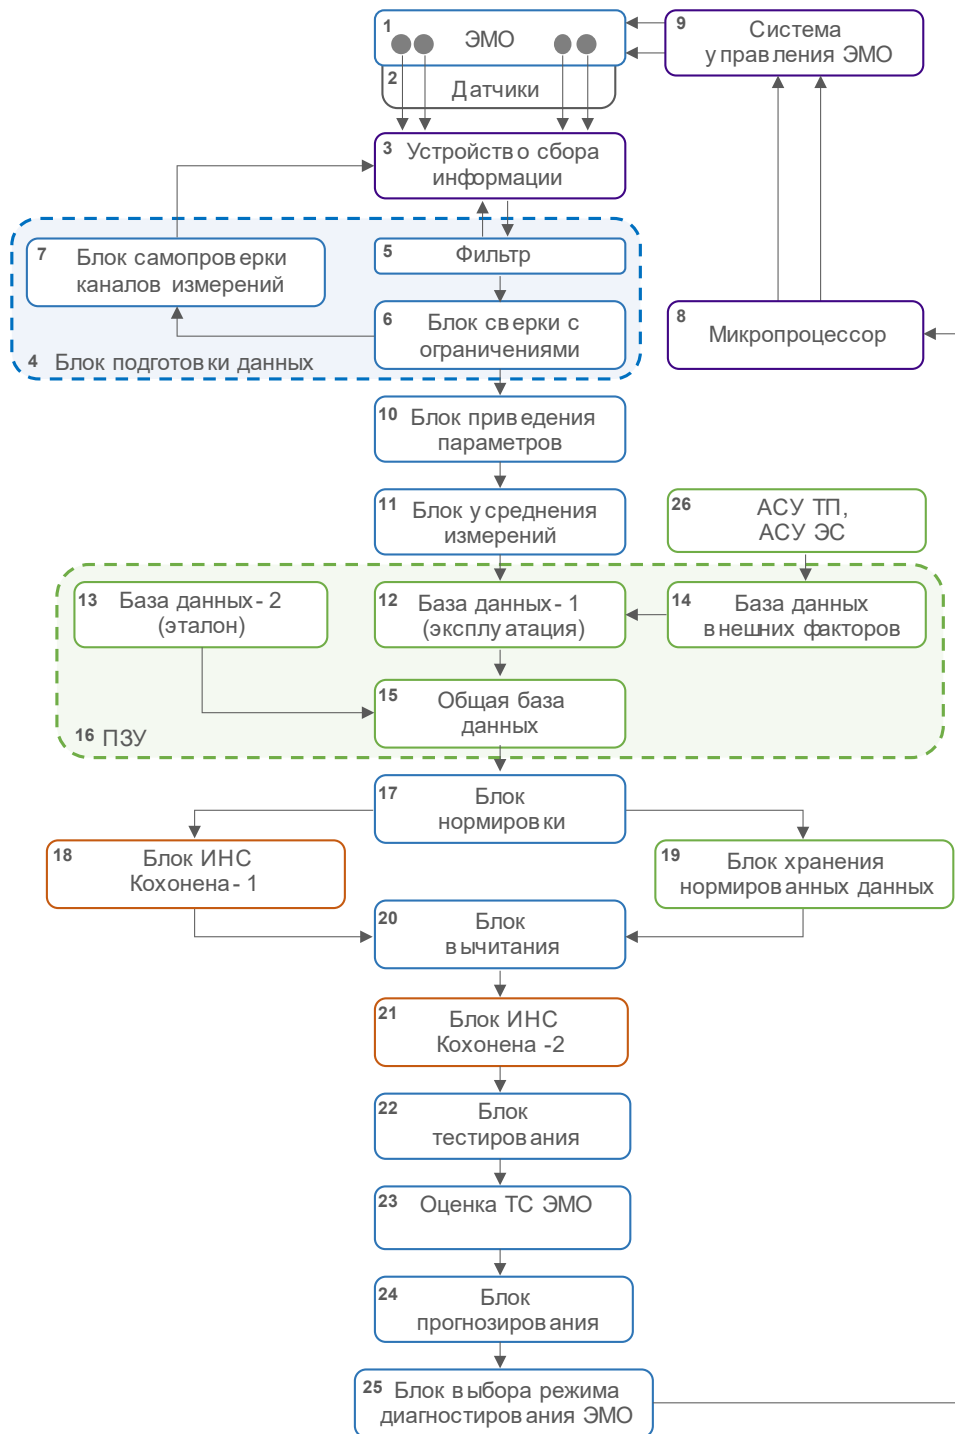 1 ЭМО
2 Датчики
9 Система
управления ЭМО
3 Устройство сбора
информации
7 Блок самопроверки
каналов измерений
5 Фильтр
6 Блок сверки с
ограничениями
4 Блок подготовки данных
8 Микропроцессор
10 Блок приведения
параметров
11 Блок усреднения
измерений
26 АСУ ТП,
АСУ ЭС
13 База данных- 2
(эталон)
12 База данных- 1
(эксплуатация)
14 База данных
внешних факторов
15 Общая база
данных
16 ПЗУ
17 Блок
нормировки
18 Блок ИНС
Кохонена- 1
19 Блок хранения
нормированных данных
20 Блок
вычитания
21 Блок ИНС
Кохонена -2
22 Блок
тестирования
23 Оценка ТС ЭМО
24 Блок
прогнозирования
25 Блок выбора режима
диагностирования ЭМО